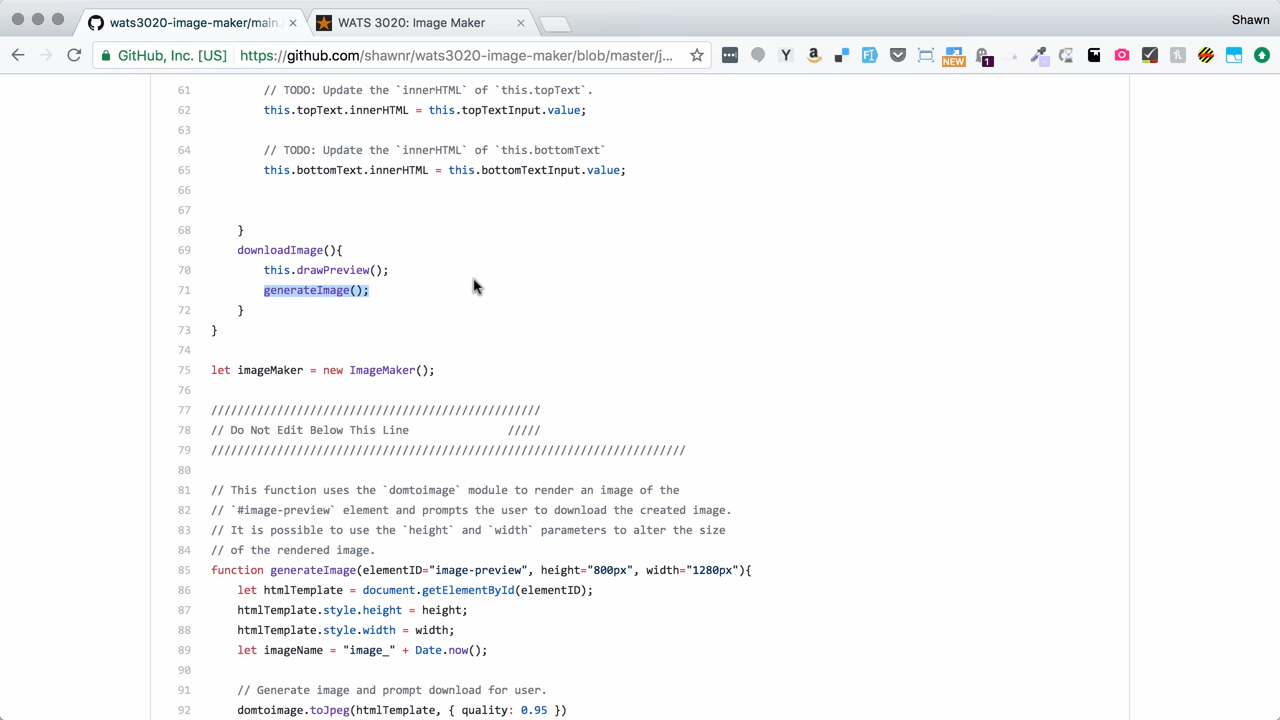 wats3020-image-maker/main.
WATS 3020: Image Maker
Shawn
GitHub, Inc. [US]
https://github.com/shawnr/wats3020-image-maker/blob/master/j...
NEW
1
61 // TODO: Update the `innerHTML` of `this.topText`.
62 this.topText.innerHTML = this.topTextInput.value;
63
64 // TODO: Update the `innerHTML` of `this.bottomText`
65 this.bottomText.innerHTML = this.bottomTextInput.value;
66
67
68 }
69 downloadImage(){
70 this.drawPreview();
71 generateImage();
72 }
73 }
74
75 let imageMaker = new ImageMaker();
76
77 //////////////////////////////////////////////////
78 // Do Not Edit Below This Line /////
79 ////////////////////////////////////////////////////////////////////////
80
81 // This function uses the `domtoimage` module to render an image of the
82 // `#image-preview` element and prompts the user to download the created image.
83 // It is possible to use the `height` and `width` parameters to alter the size
84 // of the rendered image.
85 function generateImage(elementID="image-preview", height="800px", width="1280px"){
86 let htmlTemplate = document.getElementById(elementID);
87 htmlTemplate.style.height = height;
88 htmlTemplate.style.width = width;
89 let imageName = "image_" + Date.now();
90
91 // Generate image and prompt download for user.
92 domtoimage.toJpeg(htmlTemplate, { quality: 0.95 })